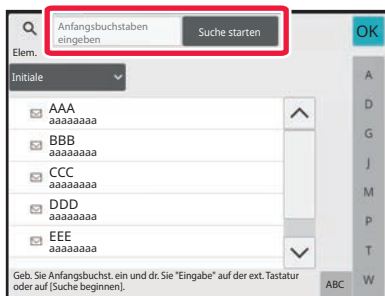 Anfangsbuchstaben
eingeben
Suche starten
OK
Elem.
Initiale
AAA
aaaaaaaa
BBB
aaaaaaaa
CCC
aaaaaaaa
DDD
aaaaaaaa
EEE
aaaaaaaa
A
D
G
J
M
P
T
W
Geb. Sie Anfangsbuchst. ein und dr. Sie "Eingabe" auf der ext. Tastatur
oder auf [Suche beginnen].
ABC